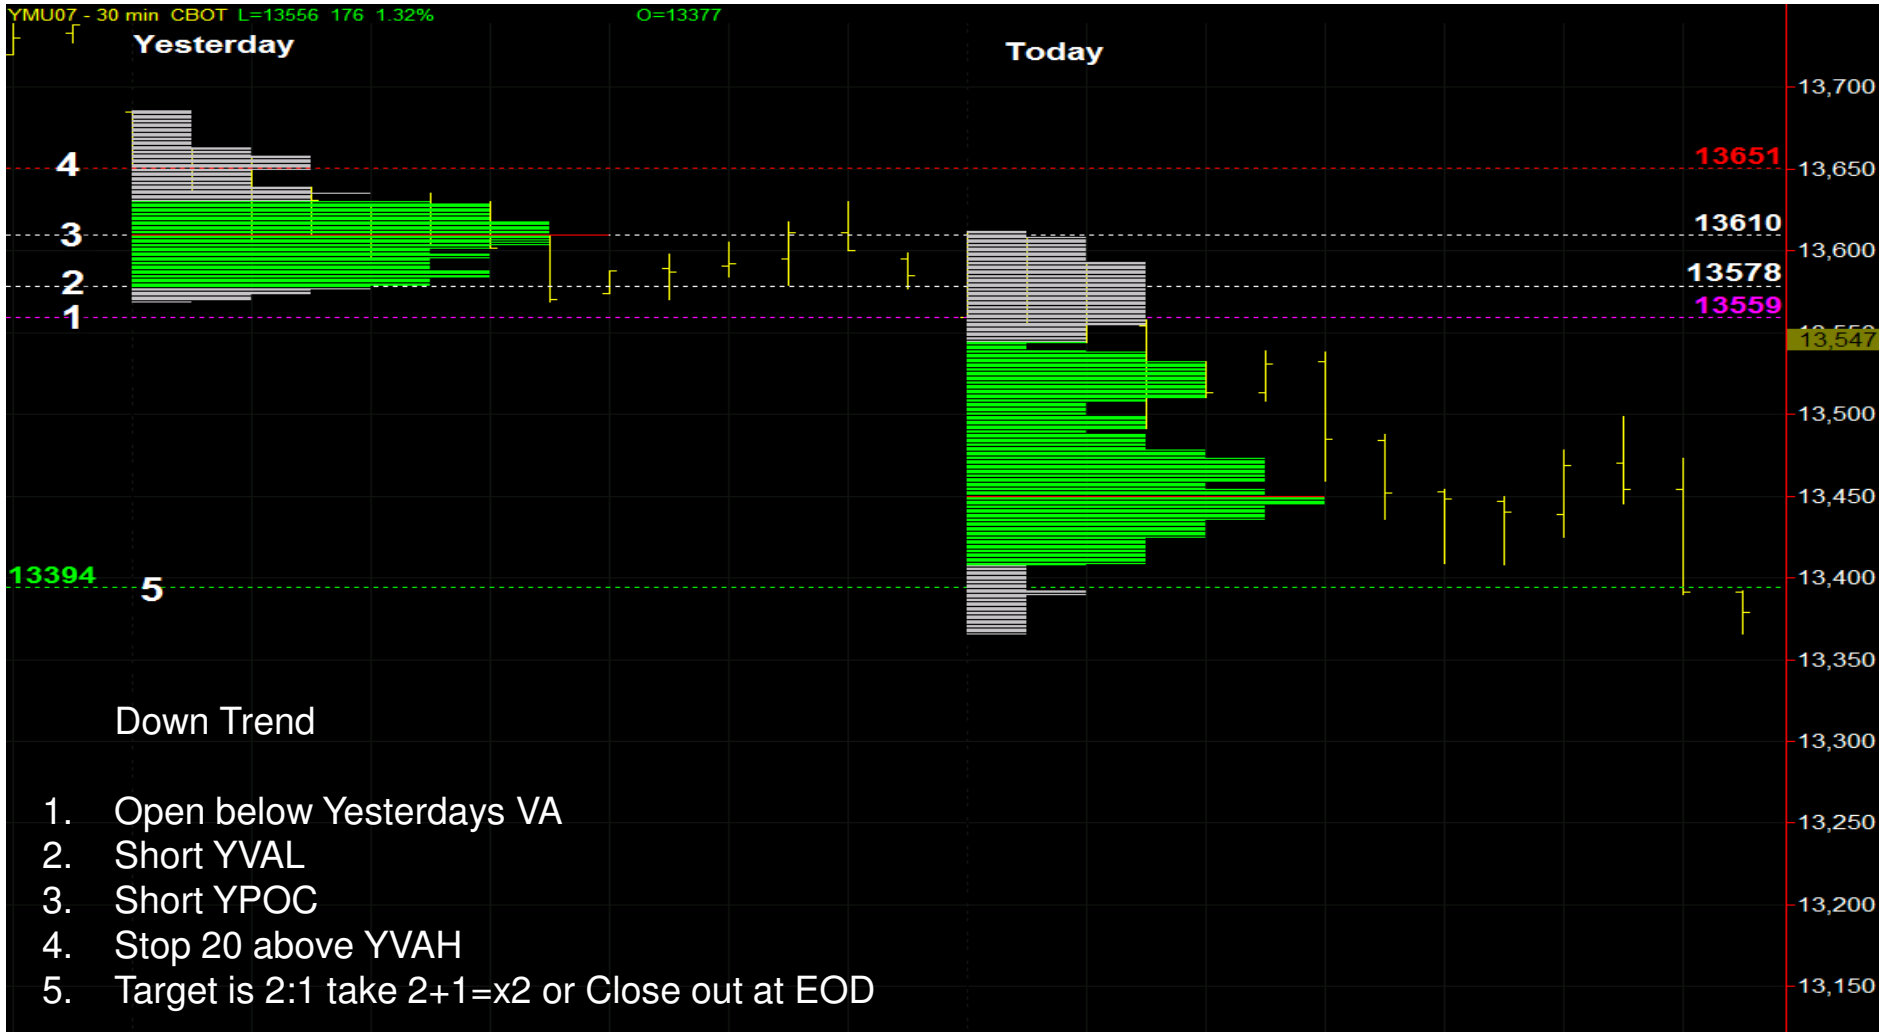 YMU07 - 30 min CBOT L=13556 176 1.32% O=13377
Yesterday
Today
13,700
4
13651
13,650
3
13610
13,600
2
13578
1
13559
13,550
13,547
13,500
13,450
13394
5
13,400
13,350
Down Trend
13,300
1. Open below Yesterdays VA
13,250
2. Short YVAL
3. Short YPOC
13,200
4. Stop 20 above YVAH
5. Target is 2:1 take 2+1=x2 or Close out at EOD
13,150